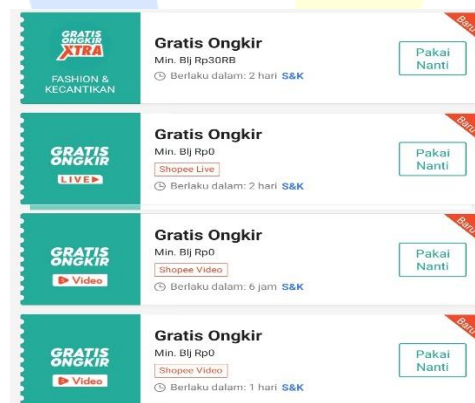 GRATIS
ONGKIR
XTRA
FASHION &
KECANTIKAN
Gratis Ongkir
Min. Blj Rp30RB
Berlaku dalam: 2 hari S&K
Pakai
Nanti
Baru
GRATIS
ONGKIR
LIVE
Gratis Ongkir
Min. Blj Rp0
Shopee Live
Berlaku dalam: 2 hari S&K
Pakai
Nanti
Baru
GRATIS
ONGKIR
Video
Gratis Ongkir
Min. Blj Rp0
Shopee Video
Berlaku dalam: 6 jam S&K
Pakai
Nanti
Baru
GRATIS
ONGKIR
Video
Gratis Ongkir
Min. Blj Rp0
Shopee Video
Berlaku dalam: 1 hari S&K
Pakai
Nanti
Baru